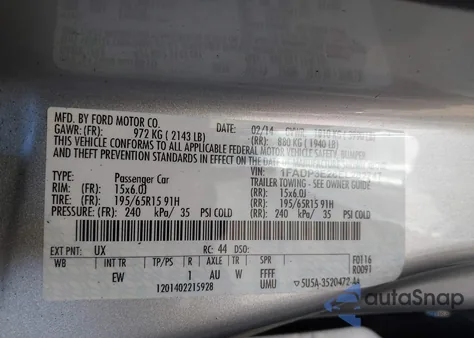 MFD. BY FORD MOTOR CO.
DATE: 02/14
GAWR: (FR) 972 KG ( 2143 LB)
(RR) 880 KG ( 1940 LB)
THIS VEHICLE CONFORMS TO ALL APPLICABLE FEDERAL MOTOR VEHICLE SAFETY, BUMPER,
AND THEFT PREVENTION STANDARDS IN EFFECT ON THE DATE OF
TYPE: Passenger Car
TRAILER TOWING - SEE OWNER
RIM: (FR) 15x6.0J
(RR) 15x6.0J
TIRE: (FR) 195/65R15 91H
(RR) 195/65R15 91H
PRESSURE: (FR) 240 kPa/ 35 PSI COLD
(RR) 240 kPa/ 35 PSI COLD
EXT PNT: UX RC: 44 DSO:
F0116
WB INT TR TP/PS R AXLE TR SPR
R0091
EW 1 AU W FFFF
1201402215928
UMU
5U5A-3520472-AA
autoSnap